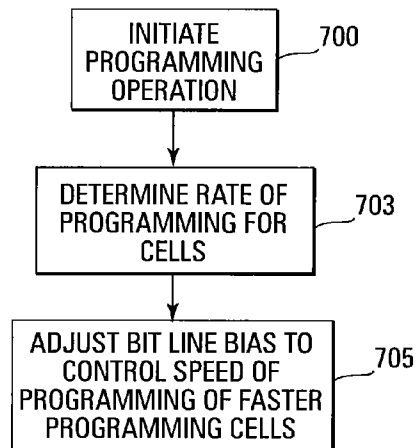 INITIATE
PROGRAMMING
OPERATION
700
DETERMINE RATE OF
PROGRAMMING FOR
CELLS
703
ADJUST BIT LINE BIAS TO
CONTROL SPEED OF
PROGRAMMING OF FASTER
PROGRAMMING CELLS
705